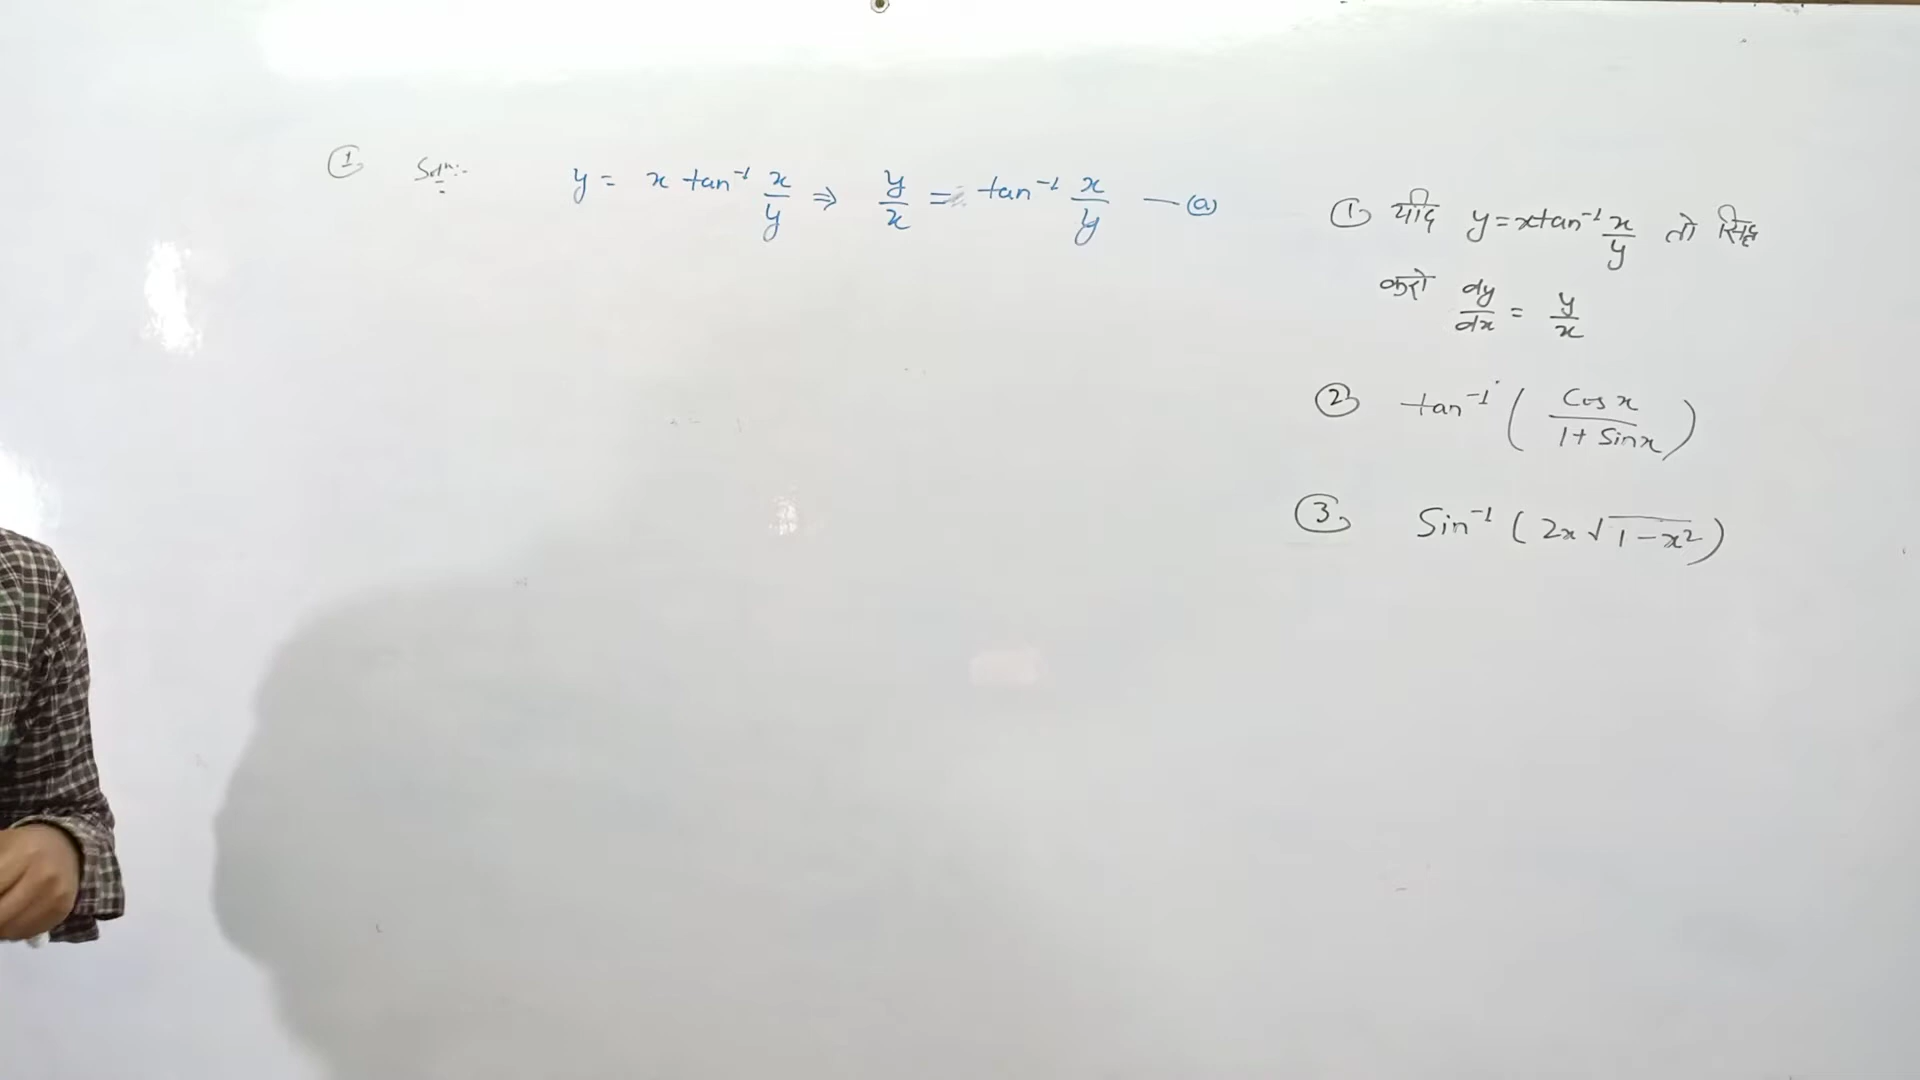 ① Soln:- y = x tan⁻¹ x/y ⇒ y/x = tan⁻¹ x/y —(a)
① यदि y = x tan⁻¹ x/y तो सिद्ध
करो dy/dx = y/x
② tan⁻¹ ( Cos x / 1 + Sin x )
③ Sin⁻¹ ( 2x √1 - x² )